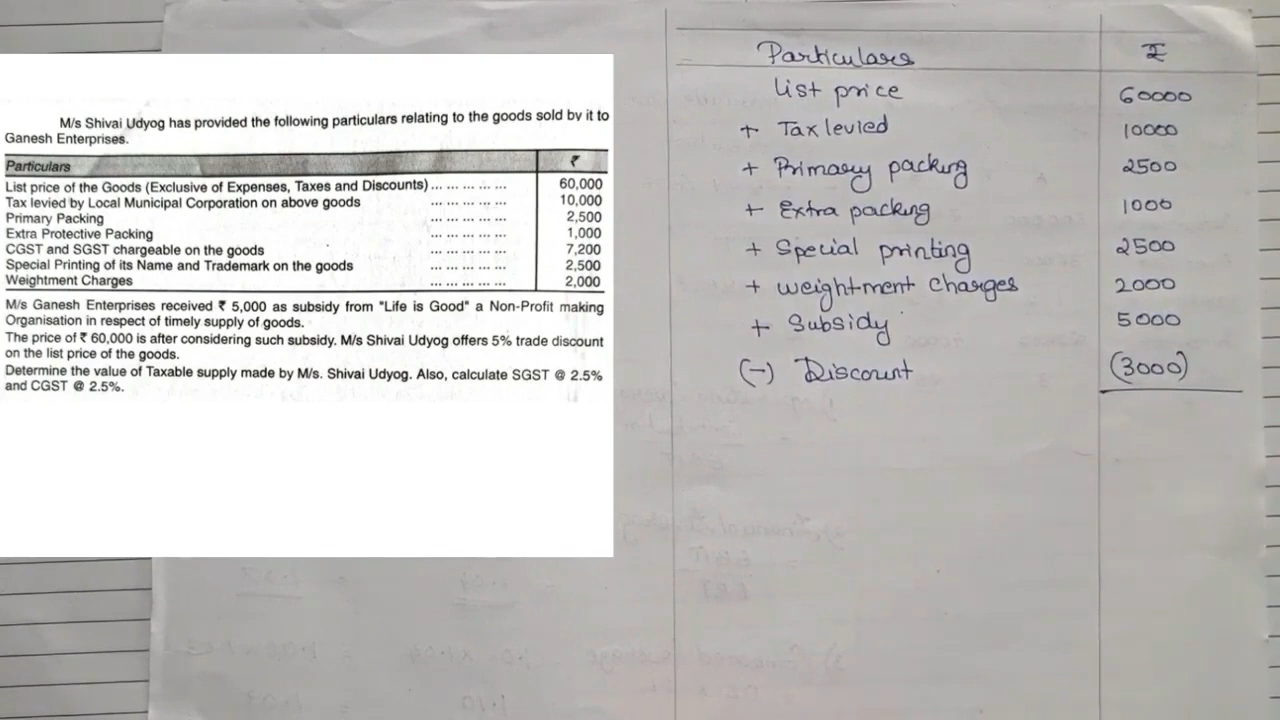 M/s Shivai Udyog has provided the following particulars relating to the goods sold by it to
Ganesh Enterprises.
Particulars ₹
List price of the Goods (Exclusive of Expenses, Taxes and Discounts) ... ... ... ... ... 60,000
Tax levied by Local Municipal Corporation on above goods ... ... ... ... ... 10,000
Primary Packing ... ... ... ... ... 2,500
Extra Protective Packing ... ... ... ... ... 1,000
CGST and SGST chargeable on the goods ... ... ... ... ... 7,200
Special Printing of its Name and Trademark on the goods ... ... ... ... ... 2,500
Weightment Charges ... ... ... ... ... 2,000
M/s Ganesh Enterprises received ₹ 5,000 as subsidy from "Life is Good" a Non-Profit making
Organisation in respect of timely supply of goods.
The price of ₹ 60,000 is after considering such subsidy. M/s Shivai Udyog offers 5% trade discount
on the list price of the goods.
Determine the value of Taxable supply made by M/s. Shivai Udyog. Also, calculate SGST @ 2.5%
and CGST @ 2.5%.
Particulars ₹
List price 60000
+ Tax levied 10000
+ Primary packing 2500
+ Extra packing 1000
+ Special printing 2500
+ weightment charges 2000
+ Subsidy 5000
(-) Discount (3000)